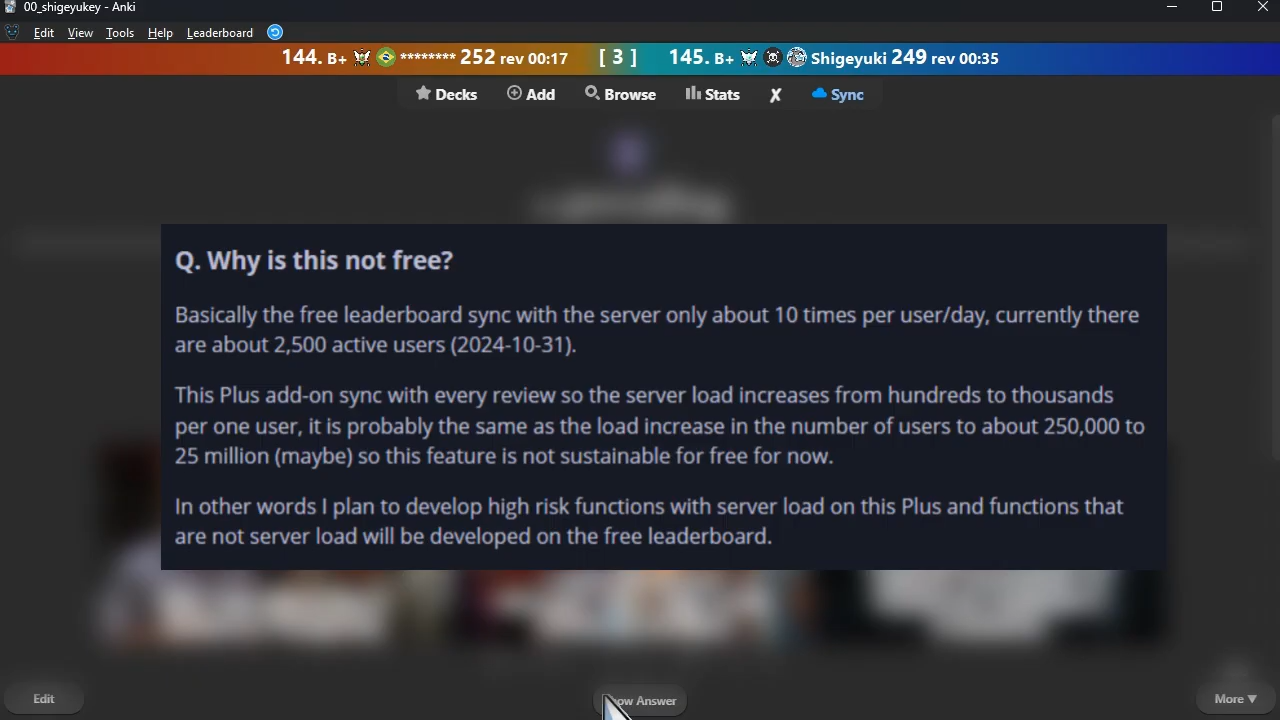 00_shigeyukey - Anki
Edit View Tools Help Leaderboard
144. B+ ******** 252 rev 00:17 [ 3 ] 145. B+ Shigeyuki 249 rev 00:35
Decks Add Browse Stats Sync
Q. Why is this not free?
Basically the free leaderboard sync with the server only about 10 times per user/day, currently there
are about 2,500 active users (2024-10-31).
This Plus add-on sync with every review so the server load increases from hundreds to thousands
per one user, it is probably the same as the load increase in the number of users to about 250,000 to
25 million (maybe) so this feature is not sustainable for free for now.
In other words I plan to develop high risk functions with server load on this Plus and functions that
are not server load will be developed on the free leaderboard.
Edit Answer More